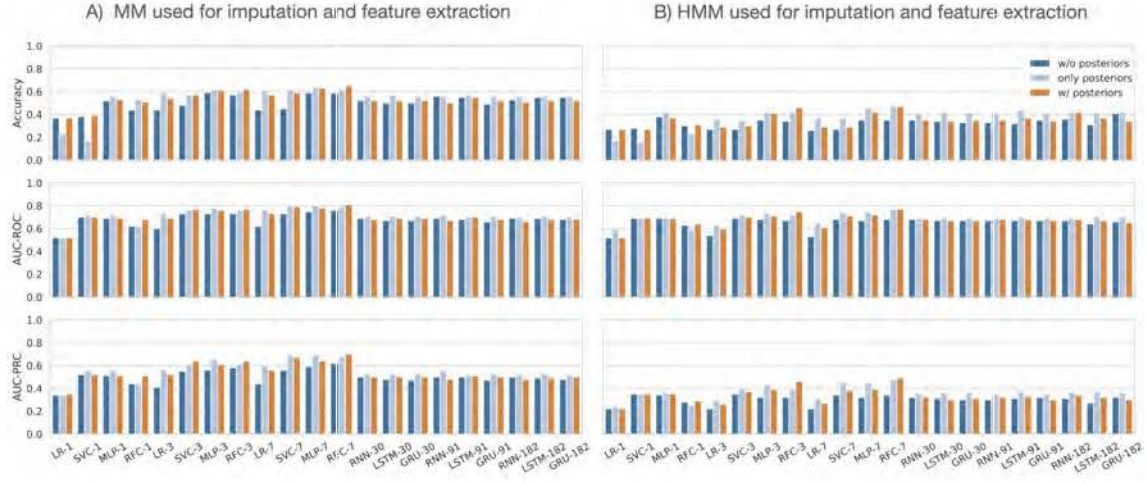 A) MM used for imputation and feature extraction
B) HMM used for imputation and feature extraction
w/o posteriors
only posteriors
w/ posteriors
Accuracy
1.0
0.8
0.6
0.4
0.2
0.0
AUC-ROC
1.0
0.8
0.6
0.4
0.2
0.0
AUC-PRC
1.0
0.8
0.6
0.4
0.2
0.0
LR-1
SVC-1
MLP-1
RFC-1
LR-3
SVC-3
MLP-3
RFC-3
LR-7
SVC-7
MLP-7
RFC-7
RNN-30
LSTM-30
GRU-30
RNN-91
LSTM-91
GRU-91
RNN-182
LSTM-182
GRU-182
LR-1
SVC-1
MLP-1
RFC-1
LR-3
SVC-3
MLP-3
RFC-3
LR-7
SVC-7
MLP-7
RFC-7
RNN-30
LSTM-30
GRU-30
RNN-91
LSTM-91
GRU-91
RNN-182
LSTM-182
GRU-182